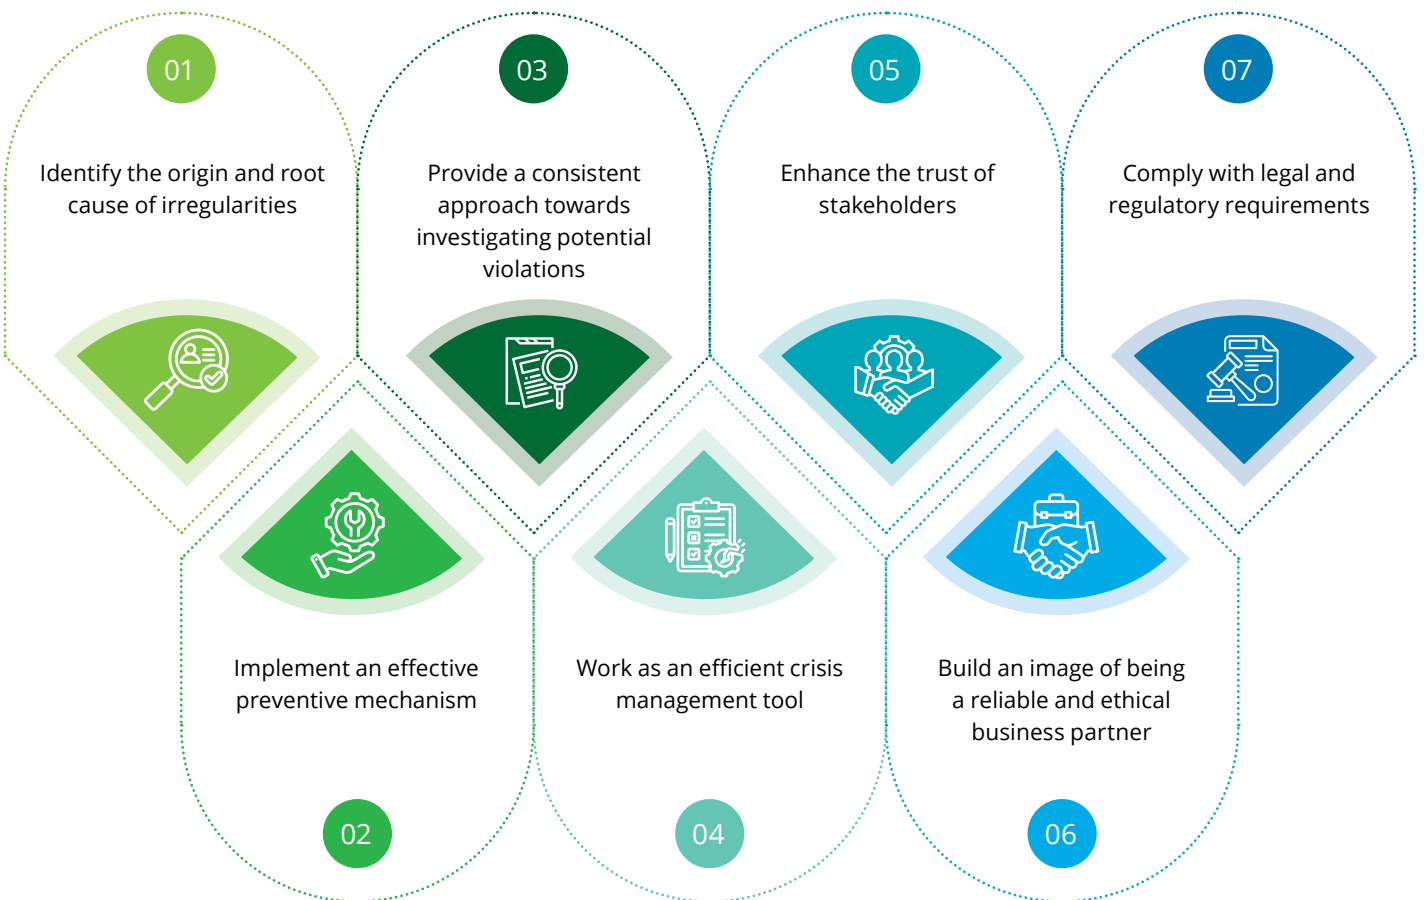 01
Identify the origin and root
cause of irregularities
02
Implement an effective
preventive mechanism
03
Provide a consistent
approach towards
investigating potential
violations
04
Work as an efficient crisis
management tool
05
Enhance the trust of
stakeholders
06
Build an image of being
a reliable and ethical
business partner
07
Comply with legal and
regulatory requirements